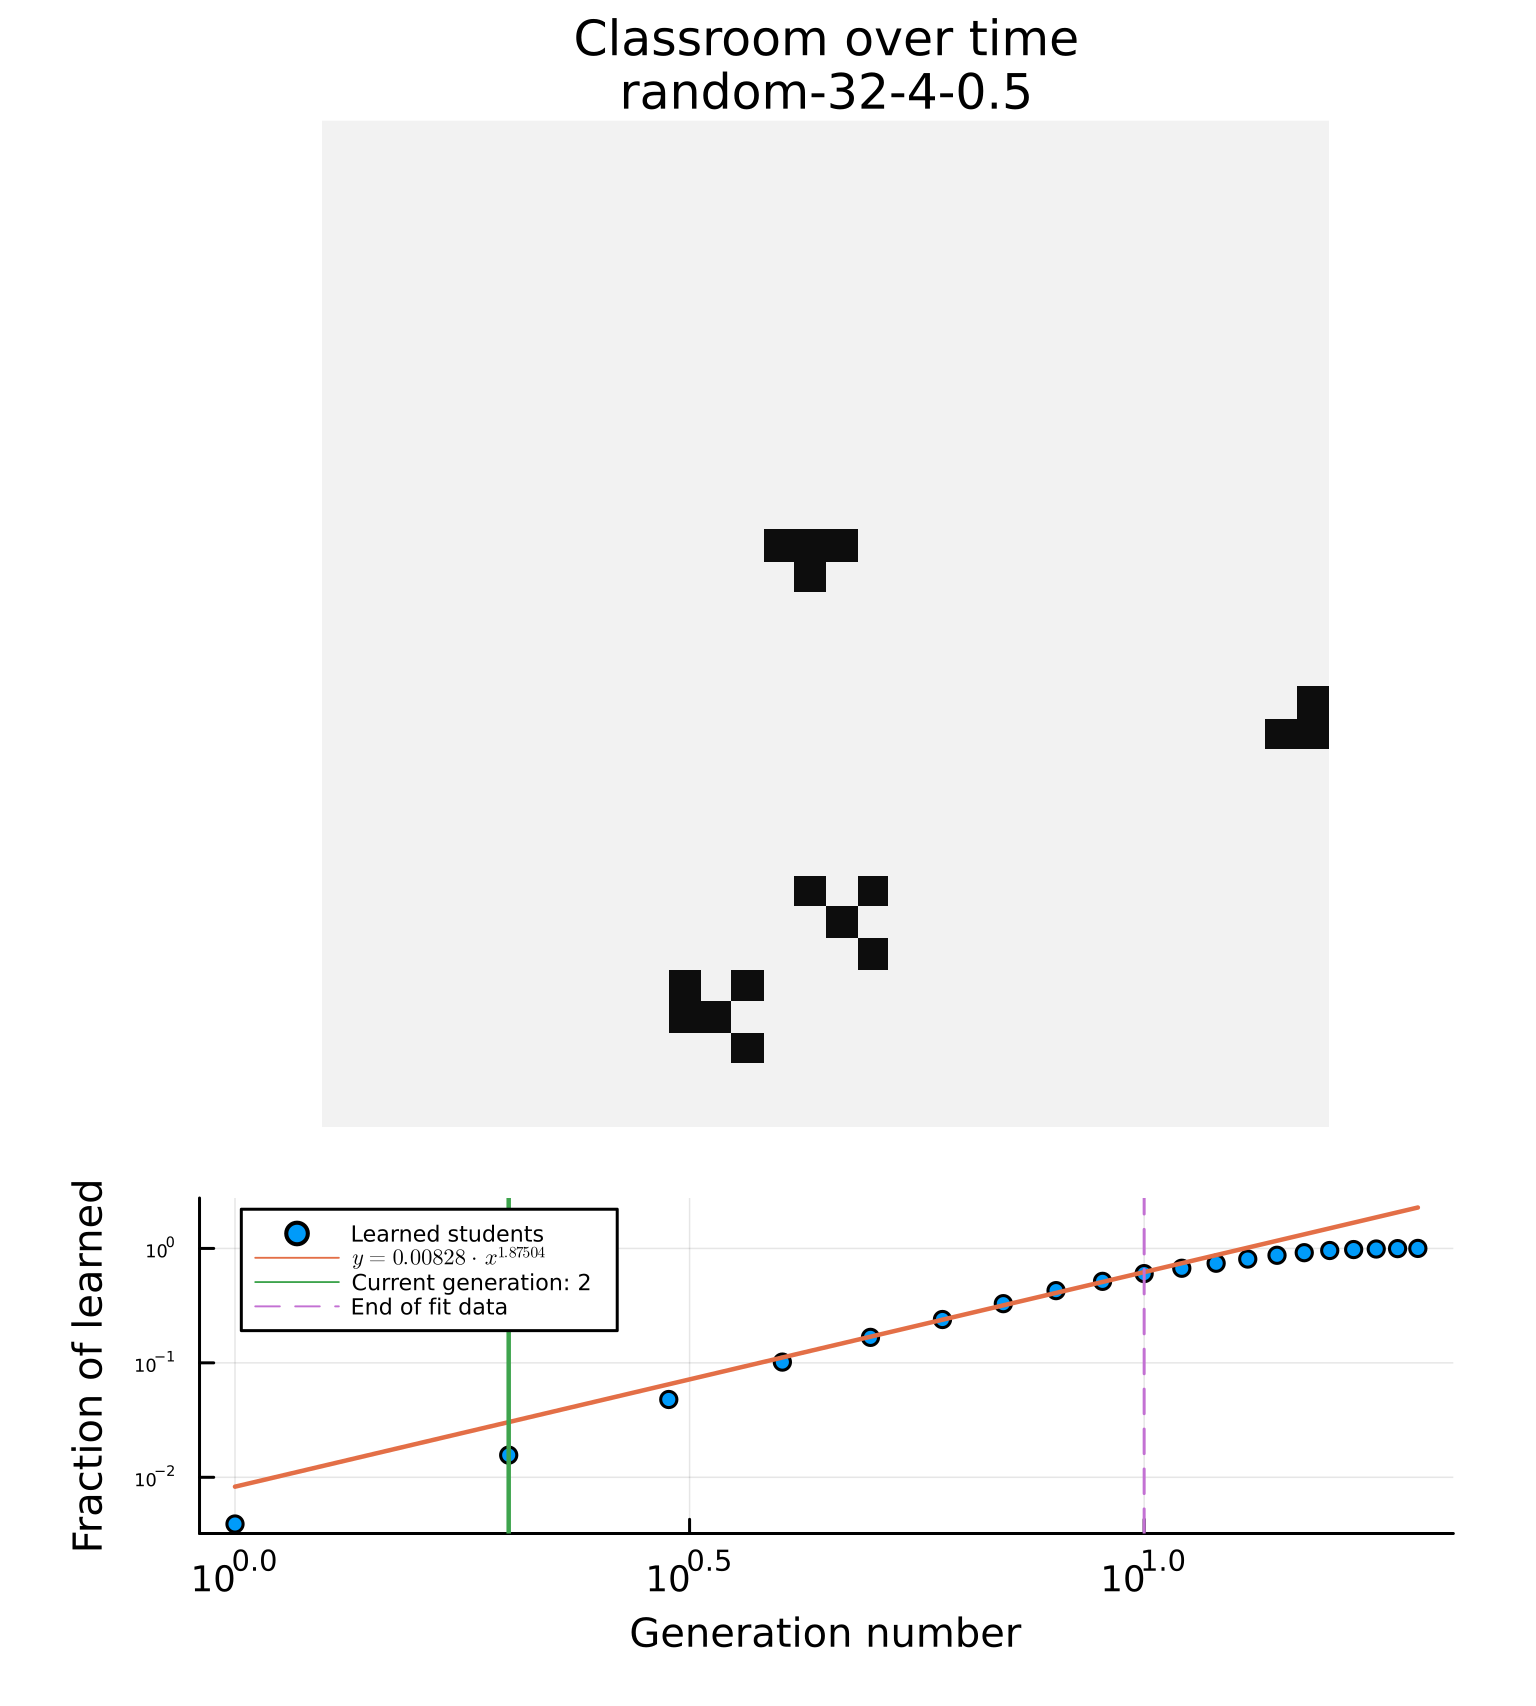 Classroom over time
random-32-4-0.5
Fraction of learned
10⁰
10⁻¹
10⁻²
Learned students
y = 0.00828 · x^1.87504
Current generation: 2
End of fit data
10^0.0
10^0.5
10^1.0
Generation number